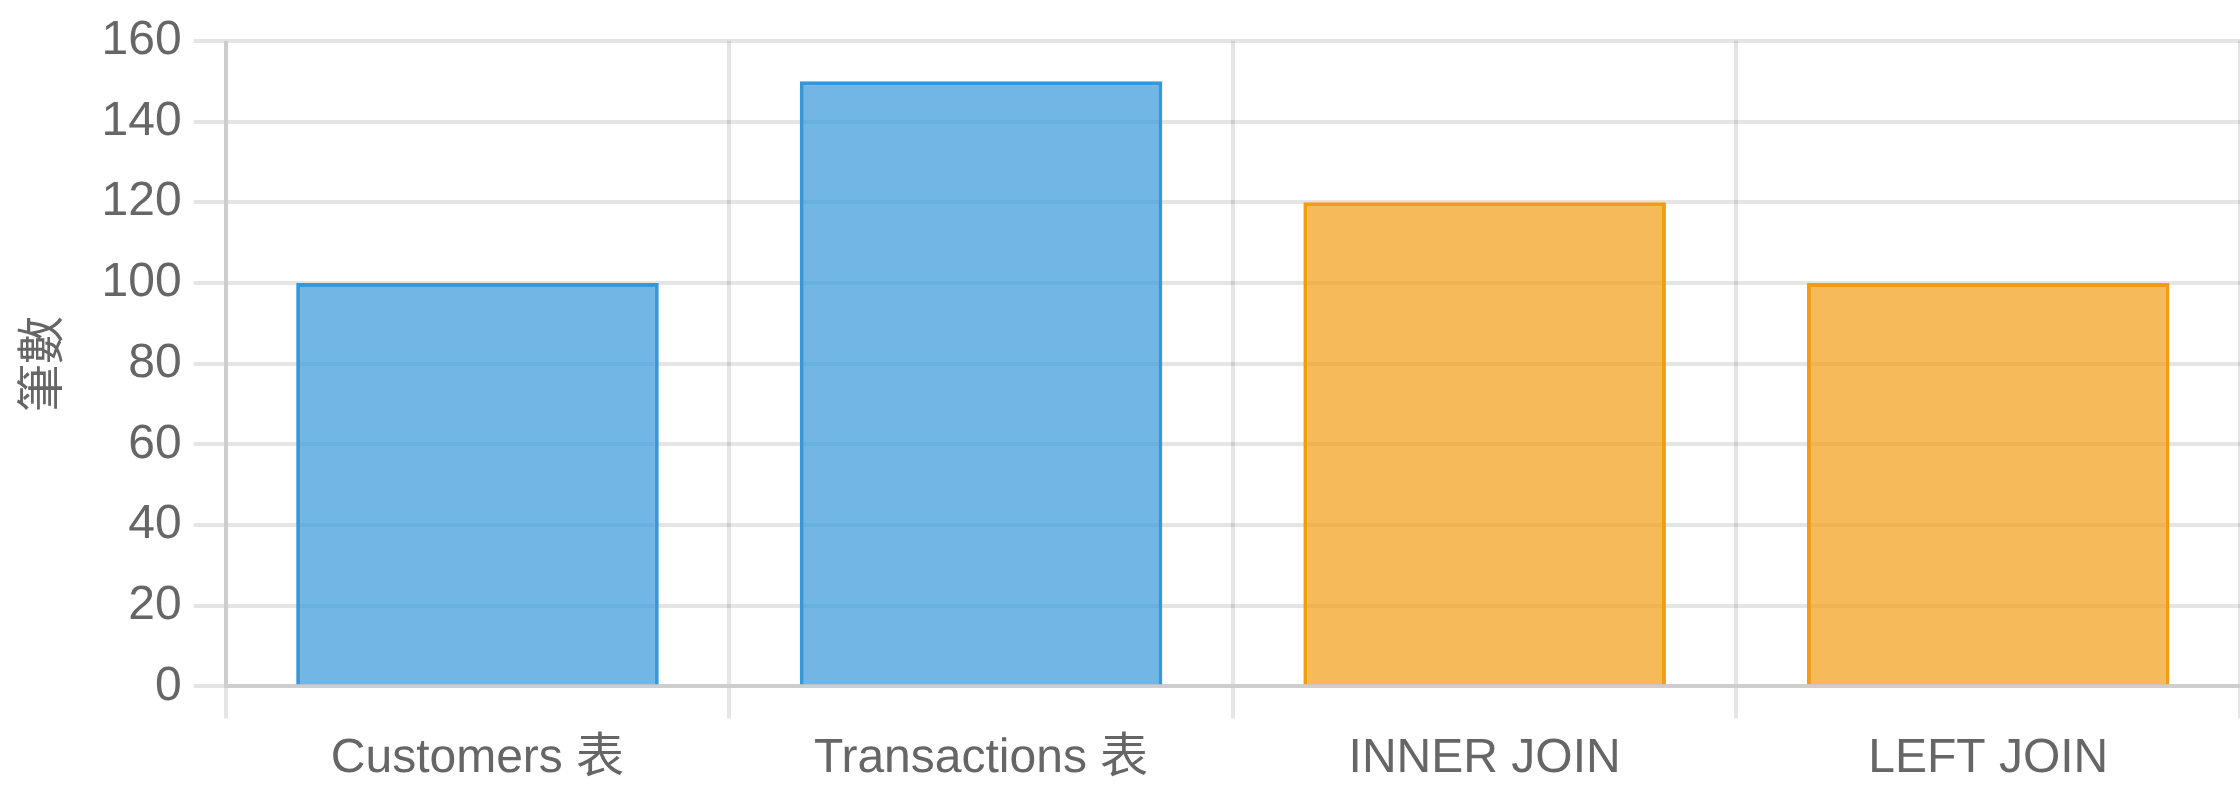 160
140
120
100
80
60
40
20
0
筆數
Customers 表
Transactions 表
INNER JOIN
LEFT JOIN